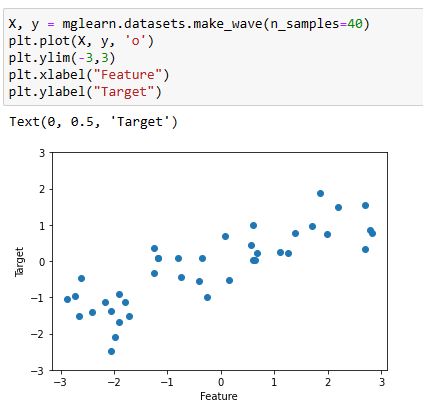 X, y = mglearn.datasets.make_wave(n_samples=40)
plt.plot(X, y, 'o')
plt.ylim(-3,3)
plt.xlabel("Feature")
plt.ylabel("Target")
Text(0, 0.5, 'Target')
3
2
1
0
−1
−2
−3
Target
−3 −2 −1 0 1 2 3
Feature